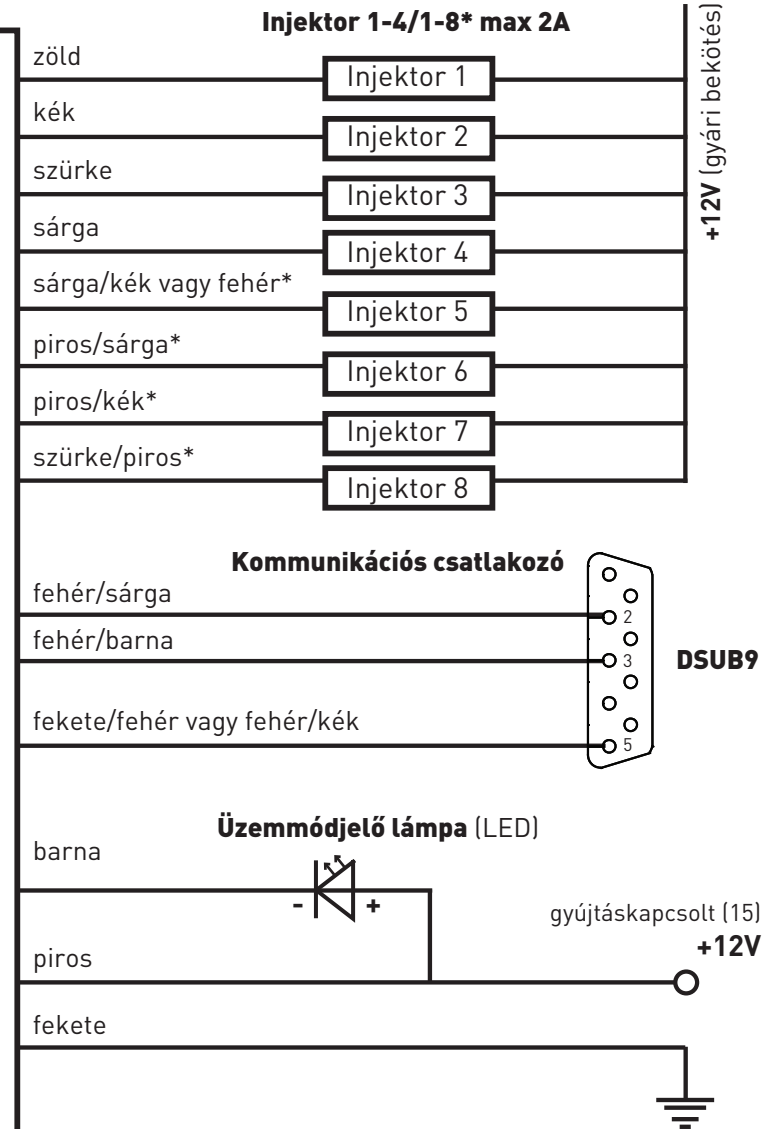 Injektor 1-4/1-8* max 2A
+12V (gyári bekötés)
zöld
Injektor 1
kék
Injektor 2
szürke
Injektor 3
sárga
Injektor 4
sárga/kék vagy fehér*
Injektor 5
piros/sárga*
Injektor 6
piros/kék*
Injektor 7
szürke/piros*
Injektor 8
Kommunikációs csatlakozó
fehér/sárga
2
fehér/barna
3
DSUB9
fekete/fehér vagy fehér/kék
5
Üzemmódjelő lámpa (LED)
barna
- +
gyújtáskapcsolt (15)
+12V
piros
fekete